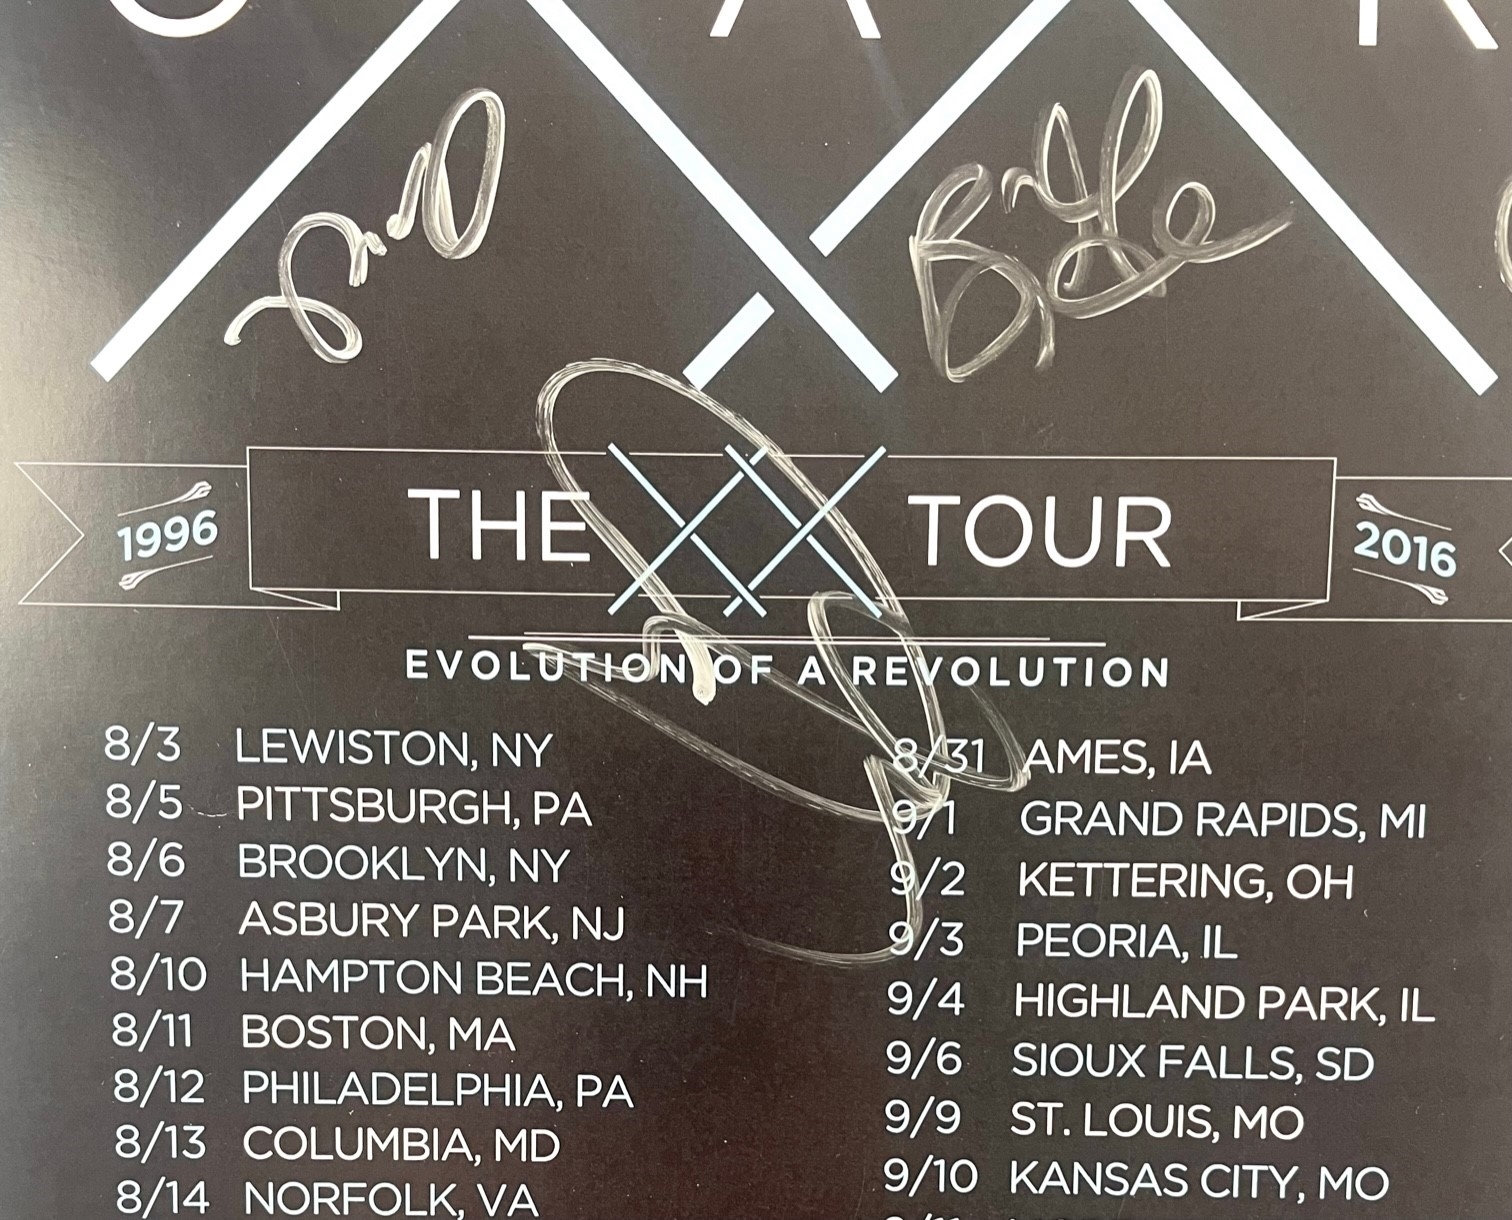 THE XX TOUR
1996
2016
EVOLUTION OF A REVOLUTION
8/3 LEWISTON, NY
8/5 PITTSBURGH, PA
8/6 BROOKLYN, NY
8/7 ASBURY PARK, NJ
8/10 HAMPTON BEACH, NH
8/11 BOSTON, MA
8/12 PHILADELPHIA, PA
8/13 COLUMBIA, MD
8/14 NORFOLK, VA
8/31 AMES, IA
9/1 GRAND RAPIDS, MI
9/2 KETTERING, OH
9/3 PEORIA, IL
9/4 HIGHLAND PARK, IL
9/6 SIOUX FALLS, SD
9/9 ST. LOUIS, MO
9/10 KANSAS CITY, MO